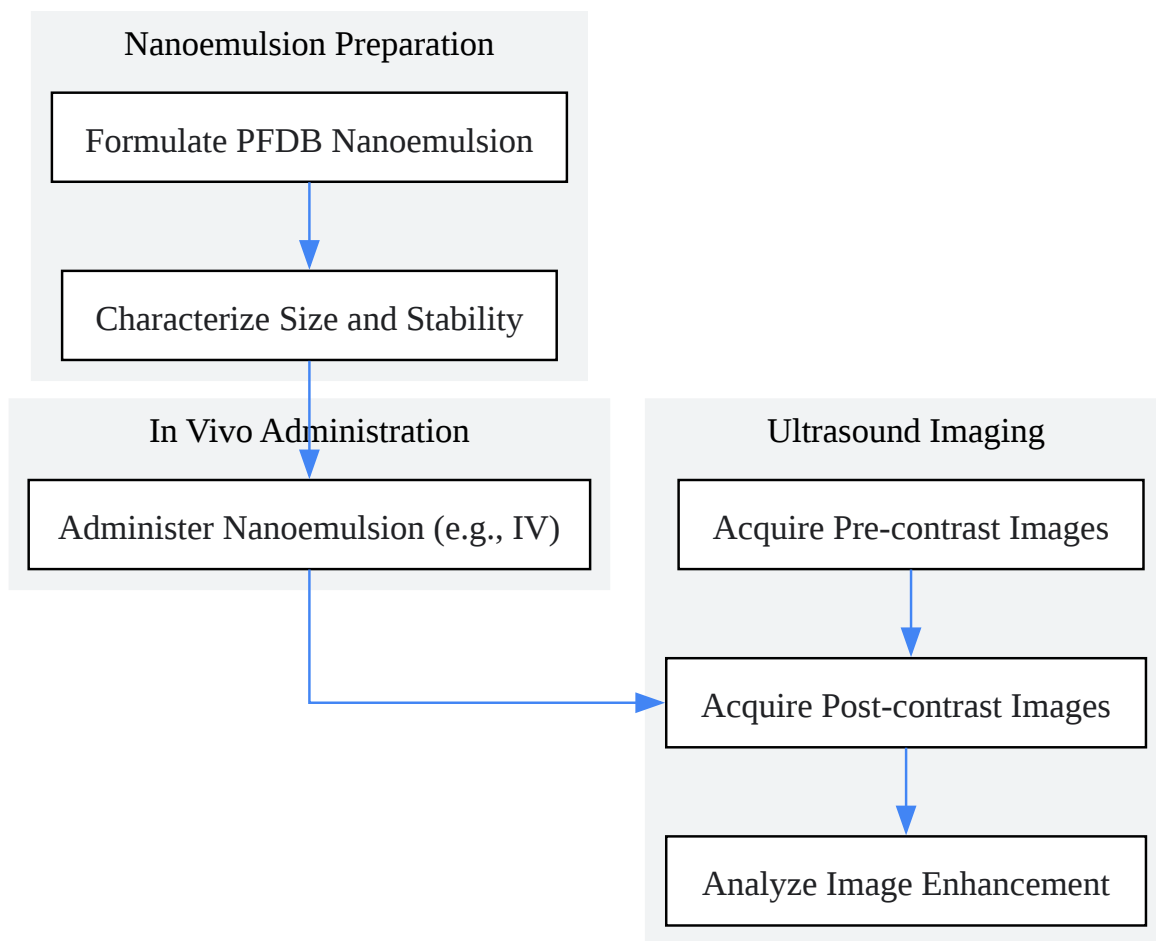 Nanoemulsion Preparation
Formulate PFDB Nanoemulsion
Characterize Size and Stability
In Vivo Administration
Administer Nanoemulsion (e.g., IV)
Ultrasound Imaging
Acquire Pre-contrast Images
Acquire Post-contrast Images
Analyze Image Enhancement